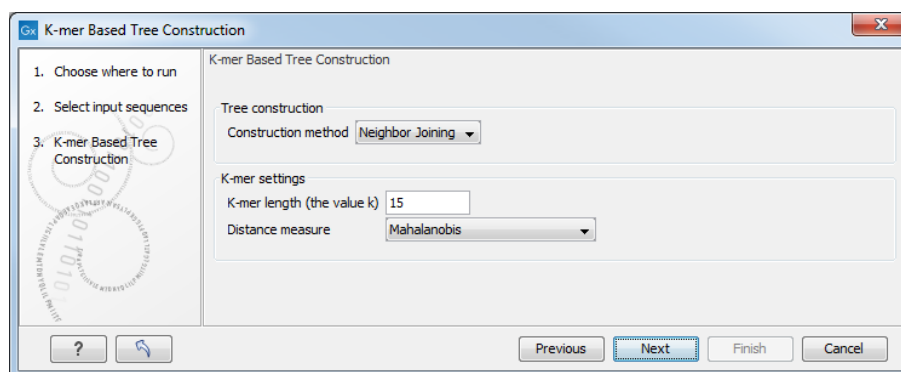 Gx K-mer Based Tree Construction
1. Choose where to run
2. Select input sequences
3. K-mer Based Tree
Construction
K-mer Based Tree Construction
Tree construction
Construction method Neighbor Joining
K-mer settings
K-mer length (the value k) 15
Distance measure Mahalanobis
? Previous Next Finish Cancel